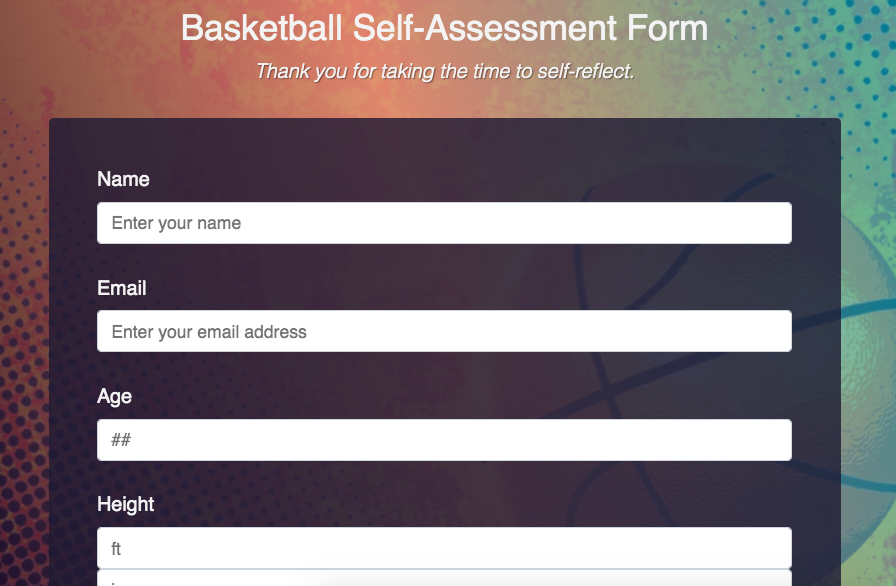 Basketball Self-Assessment Form
Thank you for taking the time to self-reflect.
Name
Enter your name
Email
Enter your email address
Age
##
Height
ft